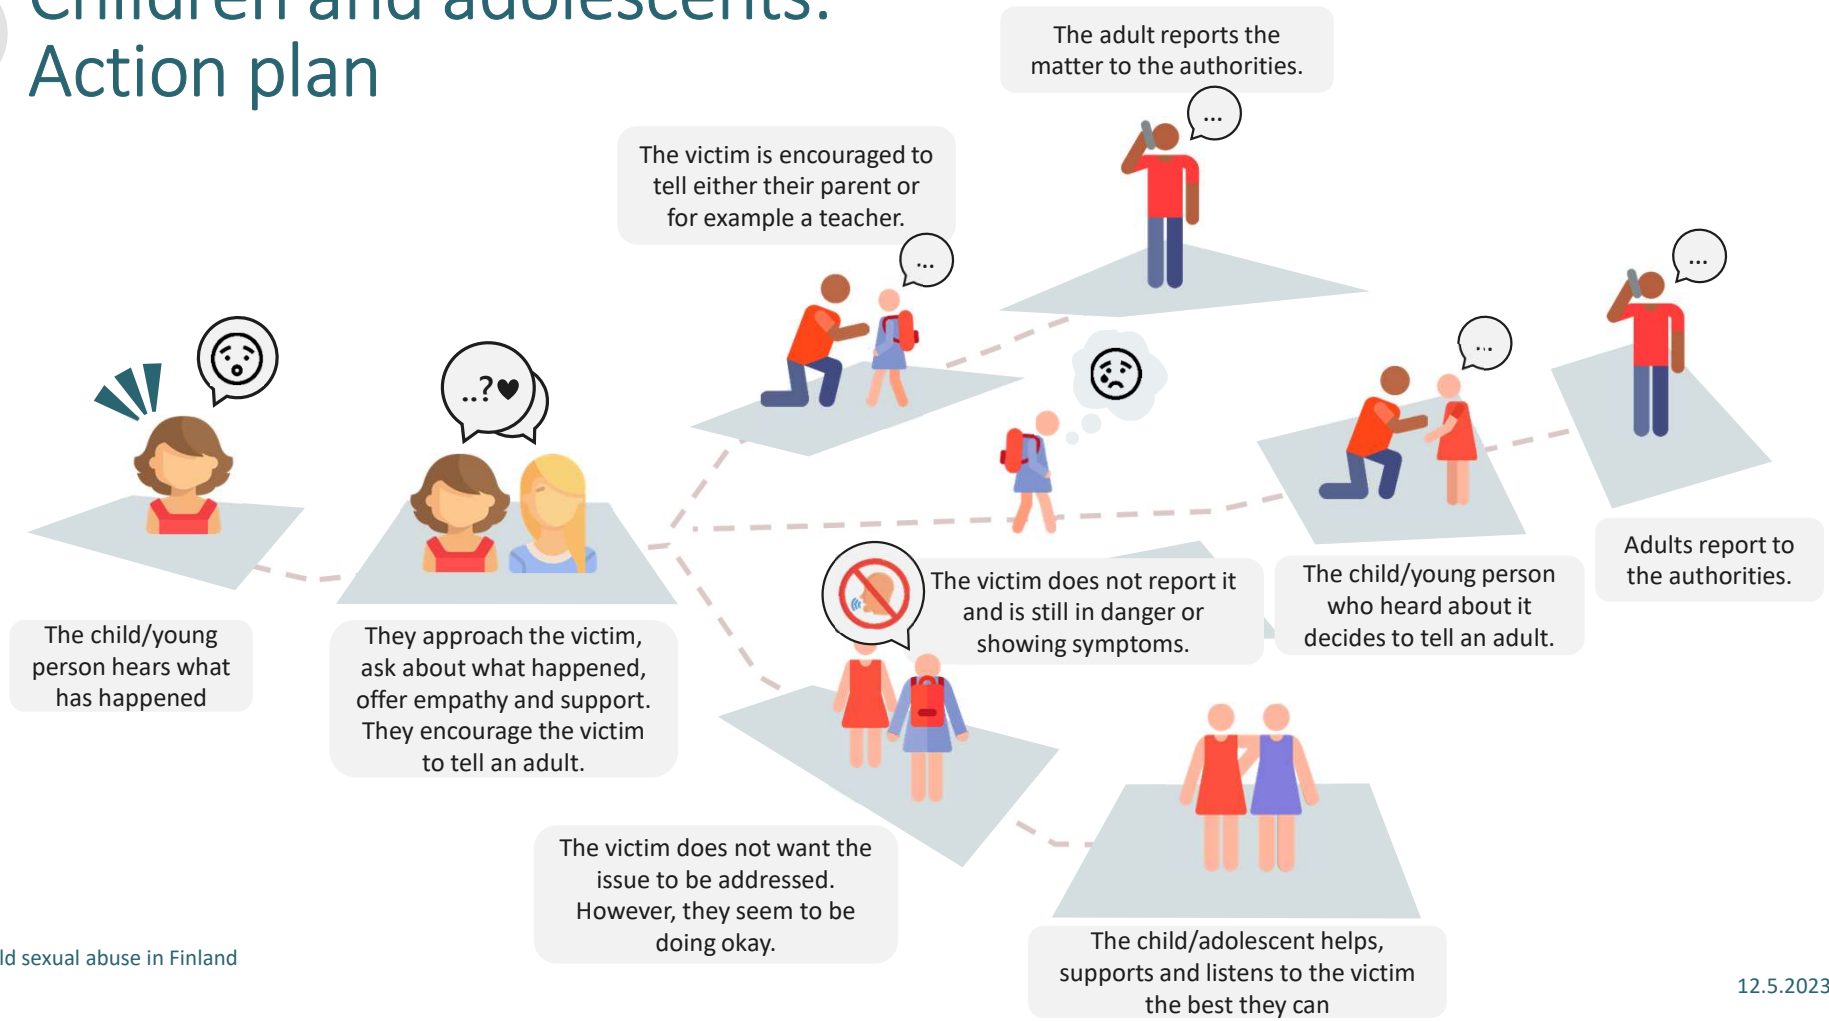 Children and adolescents:
Action plan
The adult reports the
matter to the authorities.
...
The victim is encouraged to
tell either their parent or
for example a teacher.
...
...
...
..?♥
The child/young
person hears what
has happened
They approach the victim,
ask about what happened,
offer empathy and support.
They encourage the victim
to tell an adult.
The victim does not report it
and is still in danger or
showing symptoms.
The child/young person
who heard about it
decides to tell an adult.
Adults report to
the authorities.
The victim does not want the
issue to be addressed.
However, they seem to be
doing okay.
The child/adolescent helps,
supports and listens to the victim
the best they can
ld sexual abuse in Finland
12.5.2023